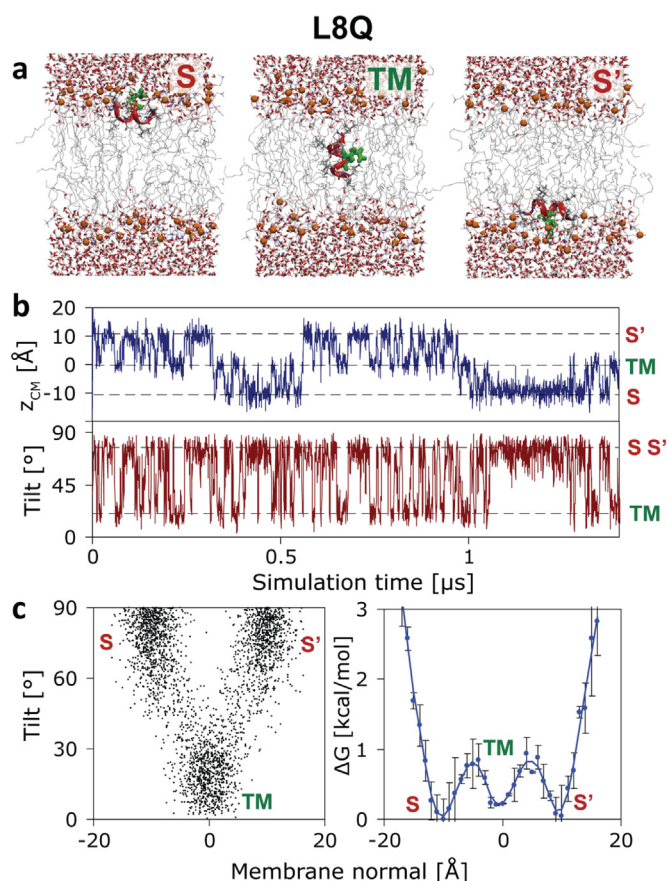 L8Q
a
S
TM
S'
b
20
10
0
-10
z_CM [Å]
S'
TM
S
90
45
0
Tilt [°]
S S'
TM
0
0.5
1
Simulation time [µs]
c
90
60
30
0
Tilt [°]
S
S'
TM
-20
0
20
3
2
1
0
ΔG [kcal/mol]
TM
S
S'
-20
0
20
Membrane normal [Å]